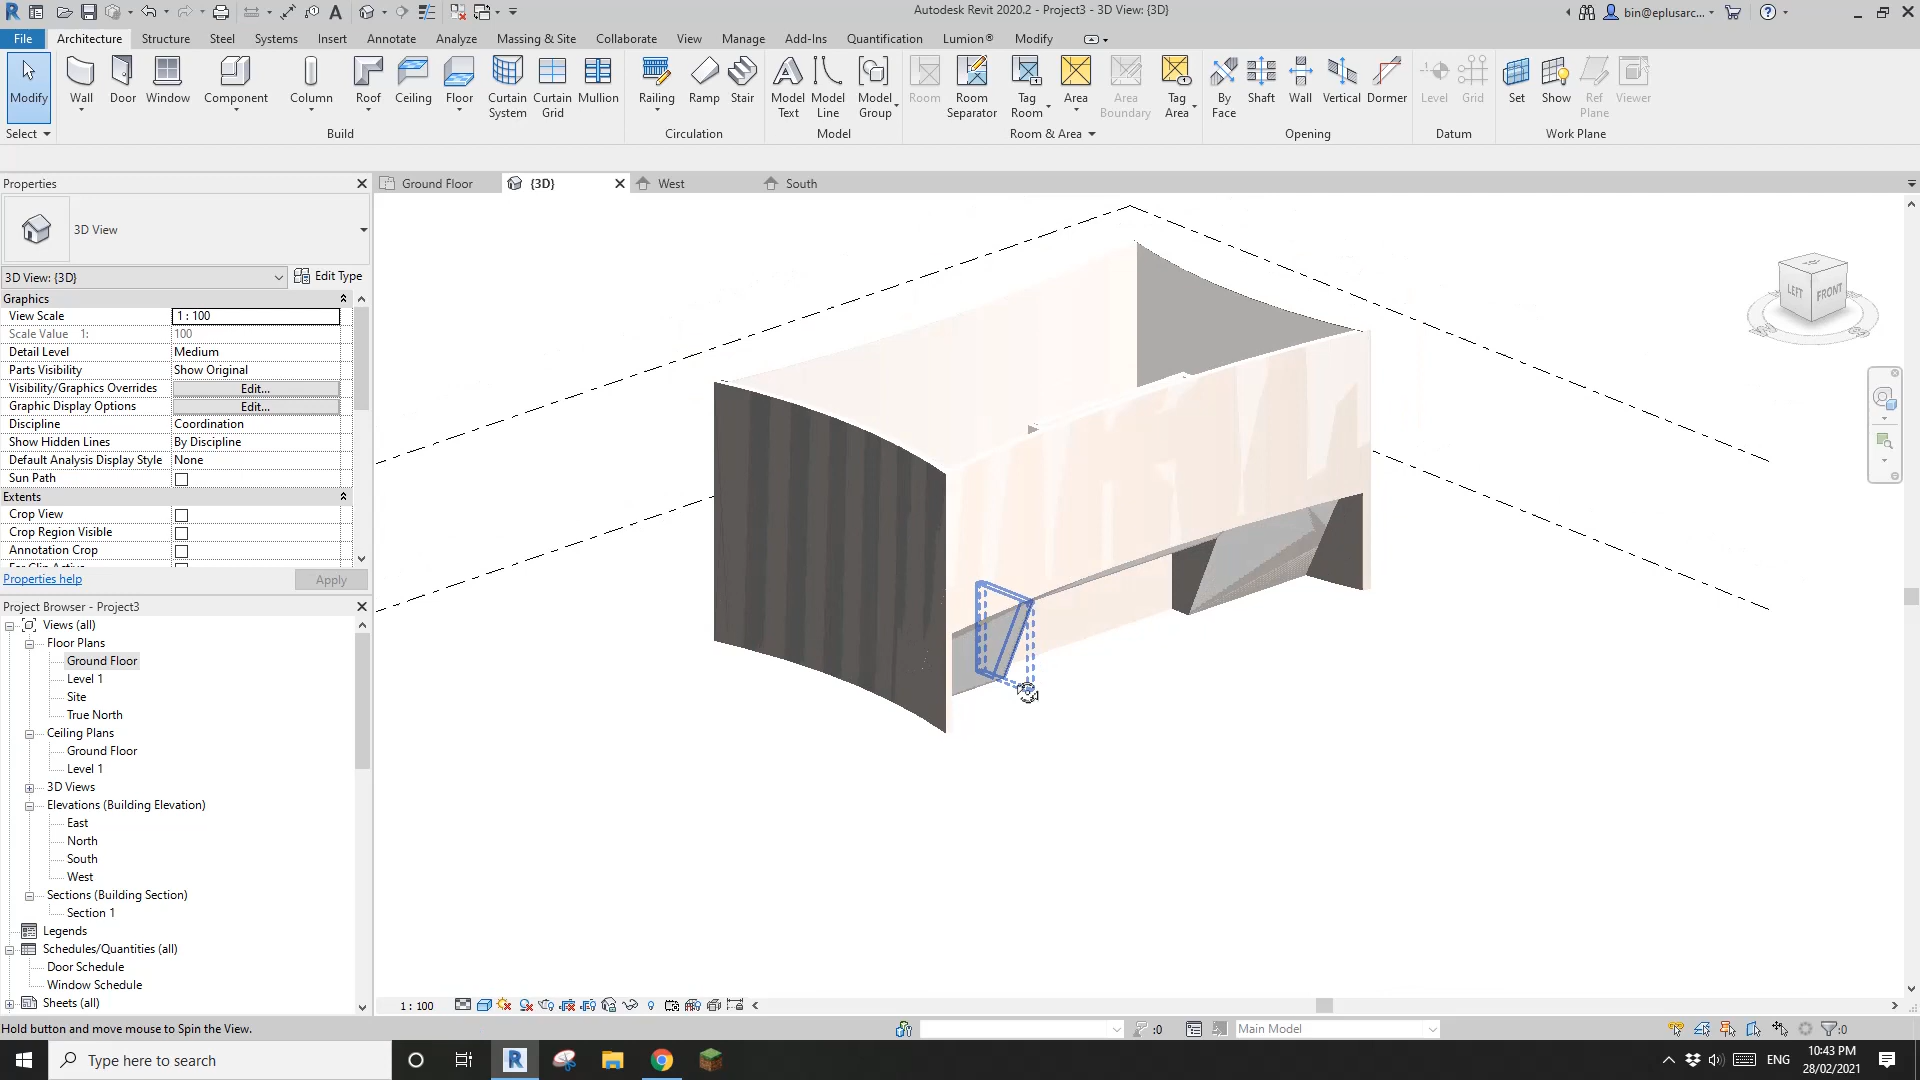 Autodesk Revit 2020.2 - Project3 - 3D View: {3D}
bin@eplusarc...
File Architecture Structure Steel Systems Insert Annotate Analyze Massing & Site Collaborate View Manage Add-Ins Quantification Lumion® Modify
Modify Wall Door Window Component Column Roof Ceiling Floor Curtain System Curtain Grid Mullion Railing Ramp Stair Model Text Model Line Model Group Room Room Separator Tag Room Area Area Boundary Tag Area By Face Shaft Wall Vertical Dormer Level Grid Set Show Ref Plane Viewer
Select Build Circulation Model Room & Area Opening Datum Work Plane
Properties
Ground Floor {3D} West South
3D View
3D View: {3D} Edit Type
Graphics
View Scale 1 : 100
Scale Value 1: 100
Detail Level Medium
Parts Visibility Show Original
Visibility/Graphics Overrides Edit...
Graphic Display Options Edit...
Discipline Coordination
Show Hidden Lines By Discipline
Default Analysis Display Style None
Sun Path
Extents
Crop View
Crop Region Visible
Annotation Crop
Properties help Apply
LEFT FRONT
Project Browser - Project3
Views (all)
Floor Plans
Ground Floor
Level 1
Site
True North
Ceiling Plans
Ground Floor
Level 1
3D Views
Elevations (Building Elevation)
East
North
South
West
Sections (Building Section)
Section 1
Legends
Schedules/Quantities (all)
Door Schedule
Window Schedule
Sheets (all)
1 : 100
Hold button and move mouse to Spin the View.
:0 Main Model :0
Type here to search
ENG
10:43 PM
28/02/2021